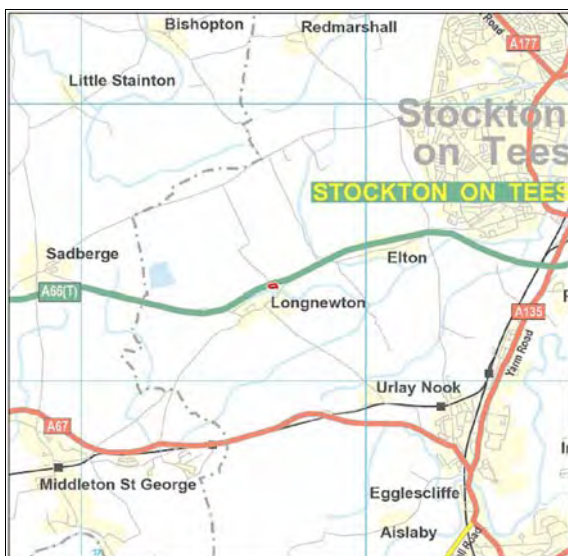 Bishopton
Redmarshall
Road
A177
Little Stainton
Stockton
on Tees
STOCKTON ON TEES
Sadberge
Elton
A66(T)
Longnewton
A135
Yarm Road
Urlay Nook
A67
Middleton St George
Egglescliffe
Aislaby
Road